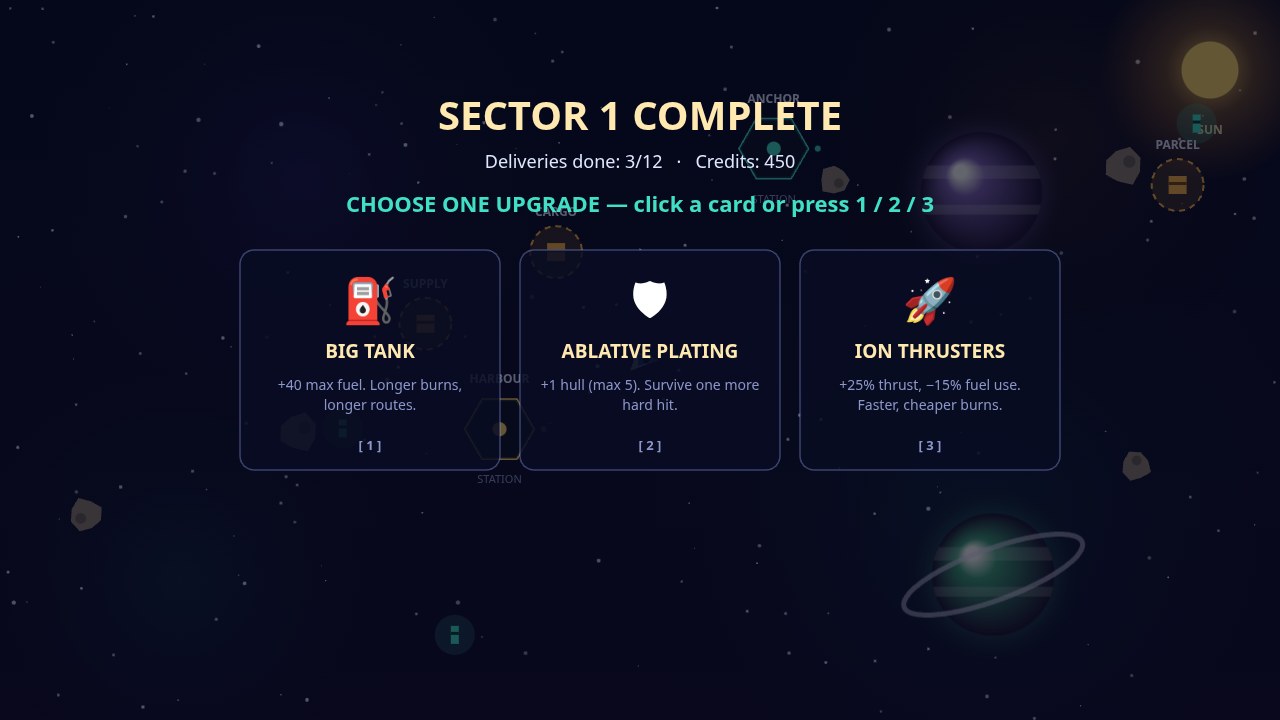 ANCHOR
SECTOR 1 COMPLETE
SUN
PARCEL
Deliveries done: 3/12 · Credits: 450
STATION
CHOOSE ONE UPGRADE — click a card or press 1 / 2 / 3
CARGO
SUPPLY
BIG TANK
+40 max fuel. Longer burns,
longer routes.
[ 1 ]
ABLATIVE PLATING
+1 hull (max 5). Survive one more
hard hit.
[ 2 ]
ION THRUSTERS
+25% thrust, −15% fuel use.
Faster, cheaper burns.
[ 3 ]
HARBOUR
STATION